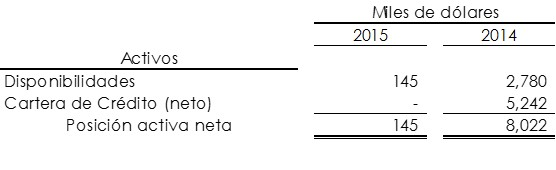 Miles de dólares
2015 2014
Activos
Disponibilidades 145 2,780
Cartera de Crédito (neto) - 5,242
Posición activa neta 145 8,022